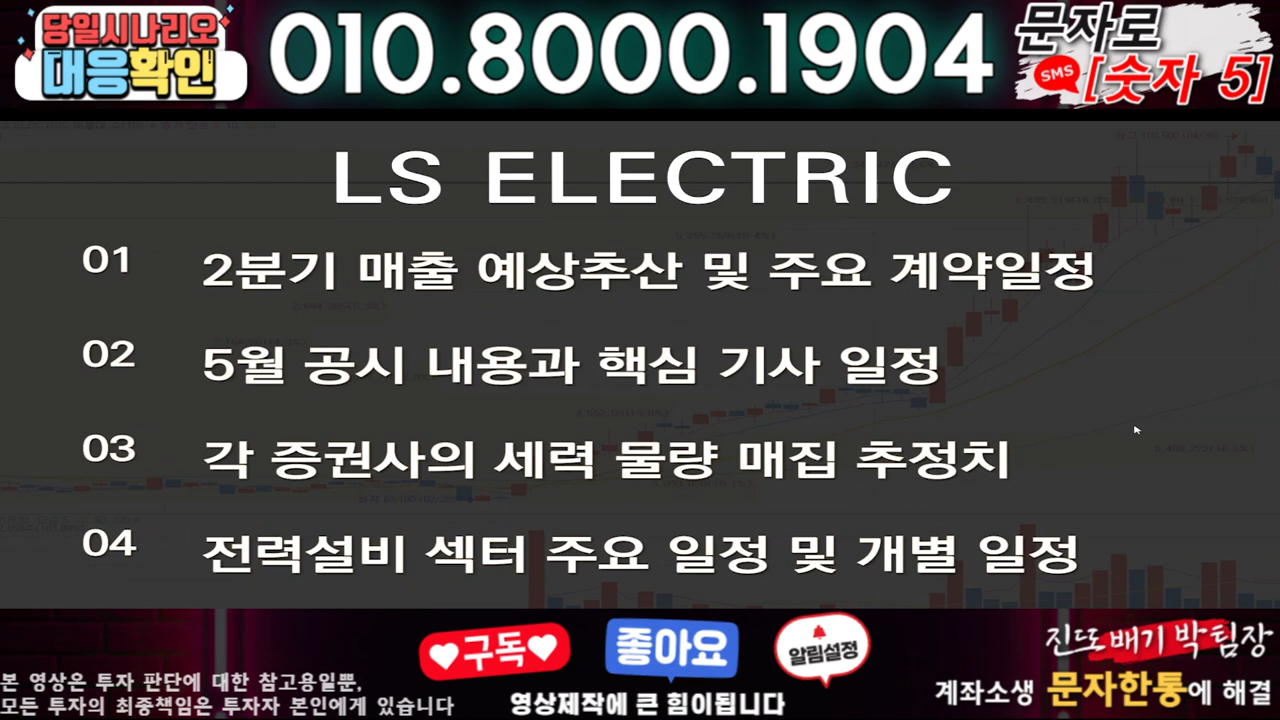 당일시나리오
대응확인
010.8000.1904
문자로
SMS [숫자 5]
LS ELECTRIC
01 2분기 매출 예상추산 및 주요 계약일정
02 5월 공시 내용과 핵심 기사 일정
03 각 증권사의 세력 물량 매집 추정치
04 전력설비 섹터 주요 일정 및 개별 일정
구독
좋아요
알림설정
영상제작에 큰 힘이됩니다
본 영상은 투자 판단에 대한 참고용일뿐,
모든 투자의 최종책임은 투자자 본인에게 있습니다
진또배기 박팀장
계좌소생 문자한통에 해결